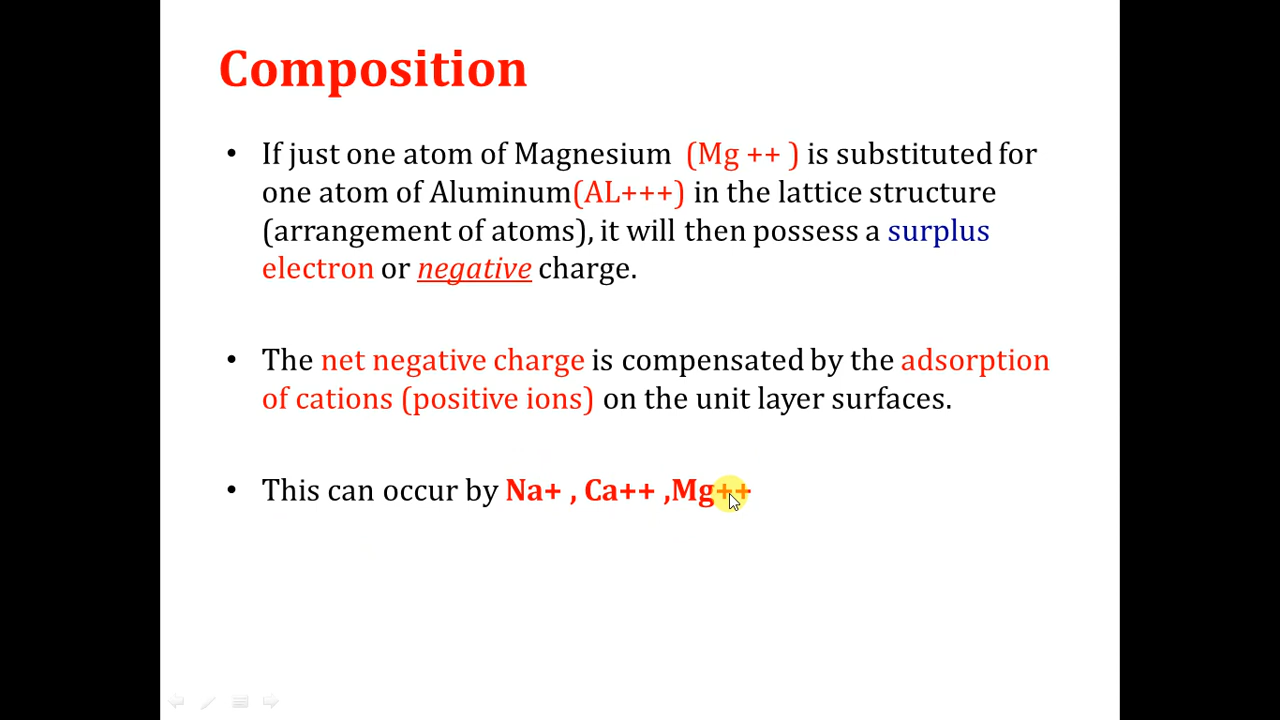 Composition
• If just one atom of Magnesium (Mg ++ ) is substituted for
one atom of Aluminum(AL+++) in the lattice structure
(arrangement of atoms), it will then possess a surplus
electron or negative charge.
• The net negative charge is compensated by the adsorption
of cations (positive ions) on the unit layer surfaces.
• This can occur by Na+ , Ca++ ,Mg++